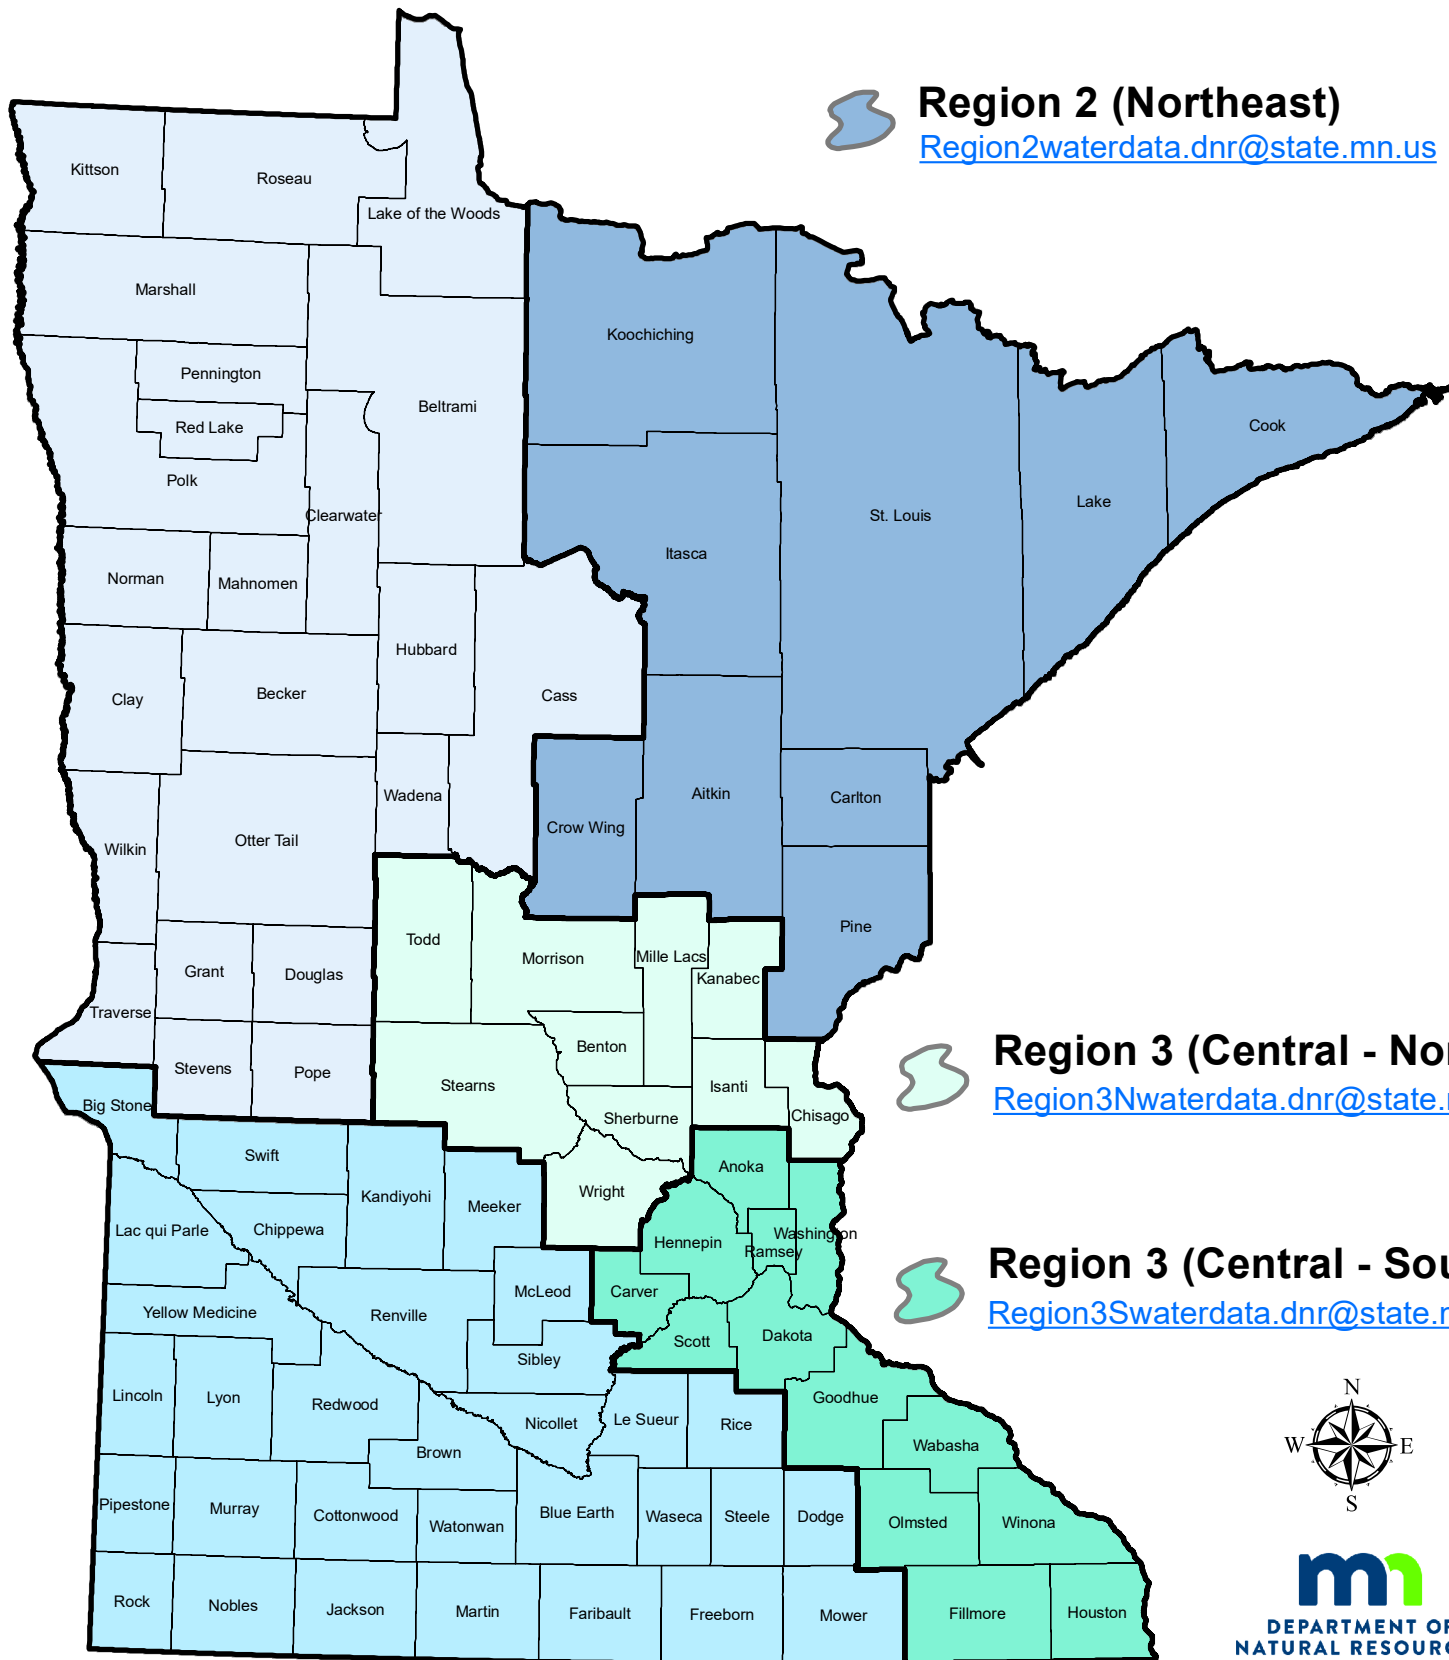 Region 2 (Northeast)
Region2waterdata.dnr@state.mn.us
Kittson
Roseau
Lake of the Woods
Marshall
Koochiching
Pennington
Beltrami
Red Lake
Cook
Polk
Lake
Clearwater
St. Louis
Itasca
Norman
Mahnomen
Hubbard
Clay
Becker
Cass
Wadena
Aitkin
Carlton
Crow Wing
Otter Tail
Wilkin
Pine
Todd
Morrison
Mille Lacs
Grant
Douglas
Kanabec
Traverse
Benton
Stevens
Pope
Stearns
Isanti
Big Stone
Sherburne
Chisago
Region 3 (Central - Nor
Region3Nwaterdata.dnr@state.
Swift
Anoka
Kandiyohi
Wright
Meeker
Lac qui Parle
Chippewa
Hennepin
Washington
Ramsey
McLeod
Carver
Region 3 (Central - Sou
Region3Swaterdata.dnr@state.
Yellow Medicine
Renville
Scott
Dakota
Sibley
Lincoln
Lyon
Redwood
Goodhue
Nicollet
Le Sueur
Rice
Brown
Wabasha
N
W
E
S
Pipestone
Murray
Cottonwood
Watonwan
Blue Earth
Waseca
Steele
Dodge
Olmsted
Winona
Rock
Nobles
Jackson
Martin
Faribault
Freeborn
Mower
Fillmore
Houston
mn
DEPARTMENT OF
NATURAL RESOUR